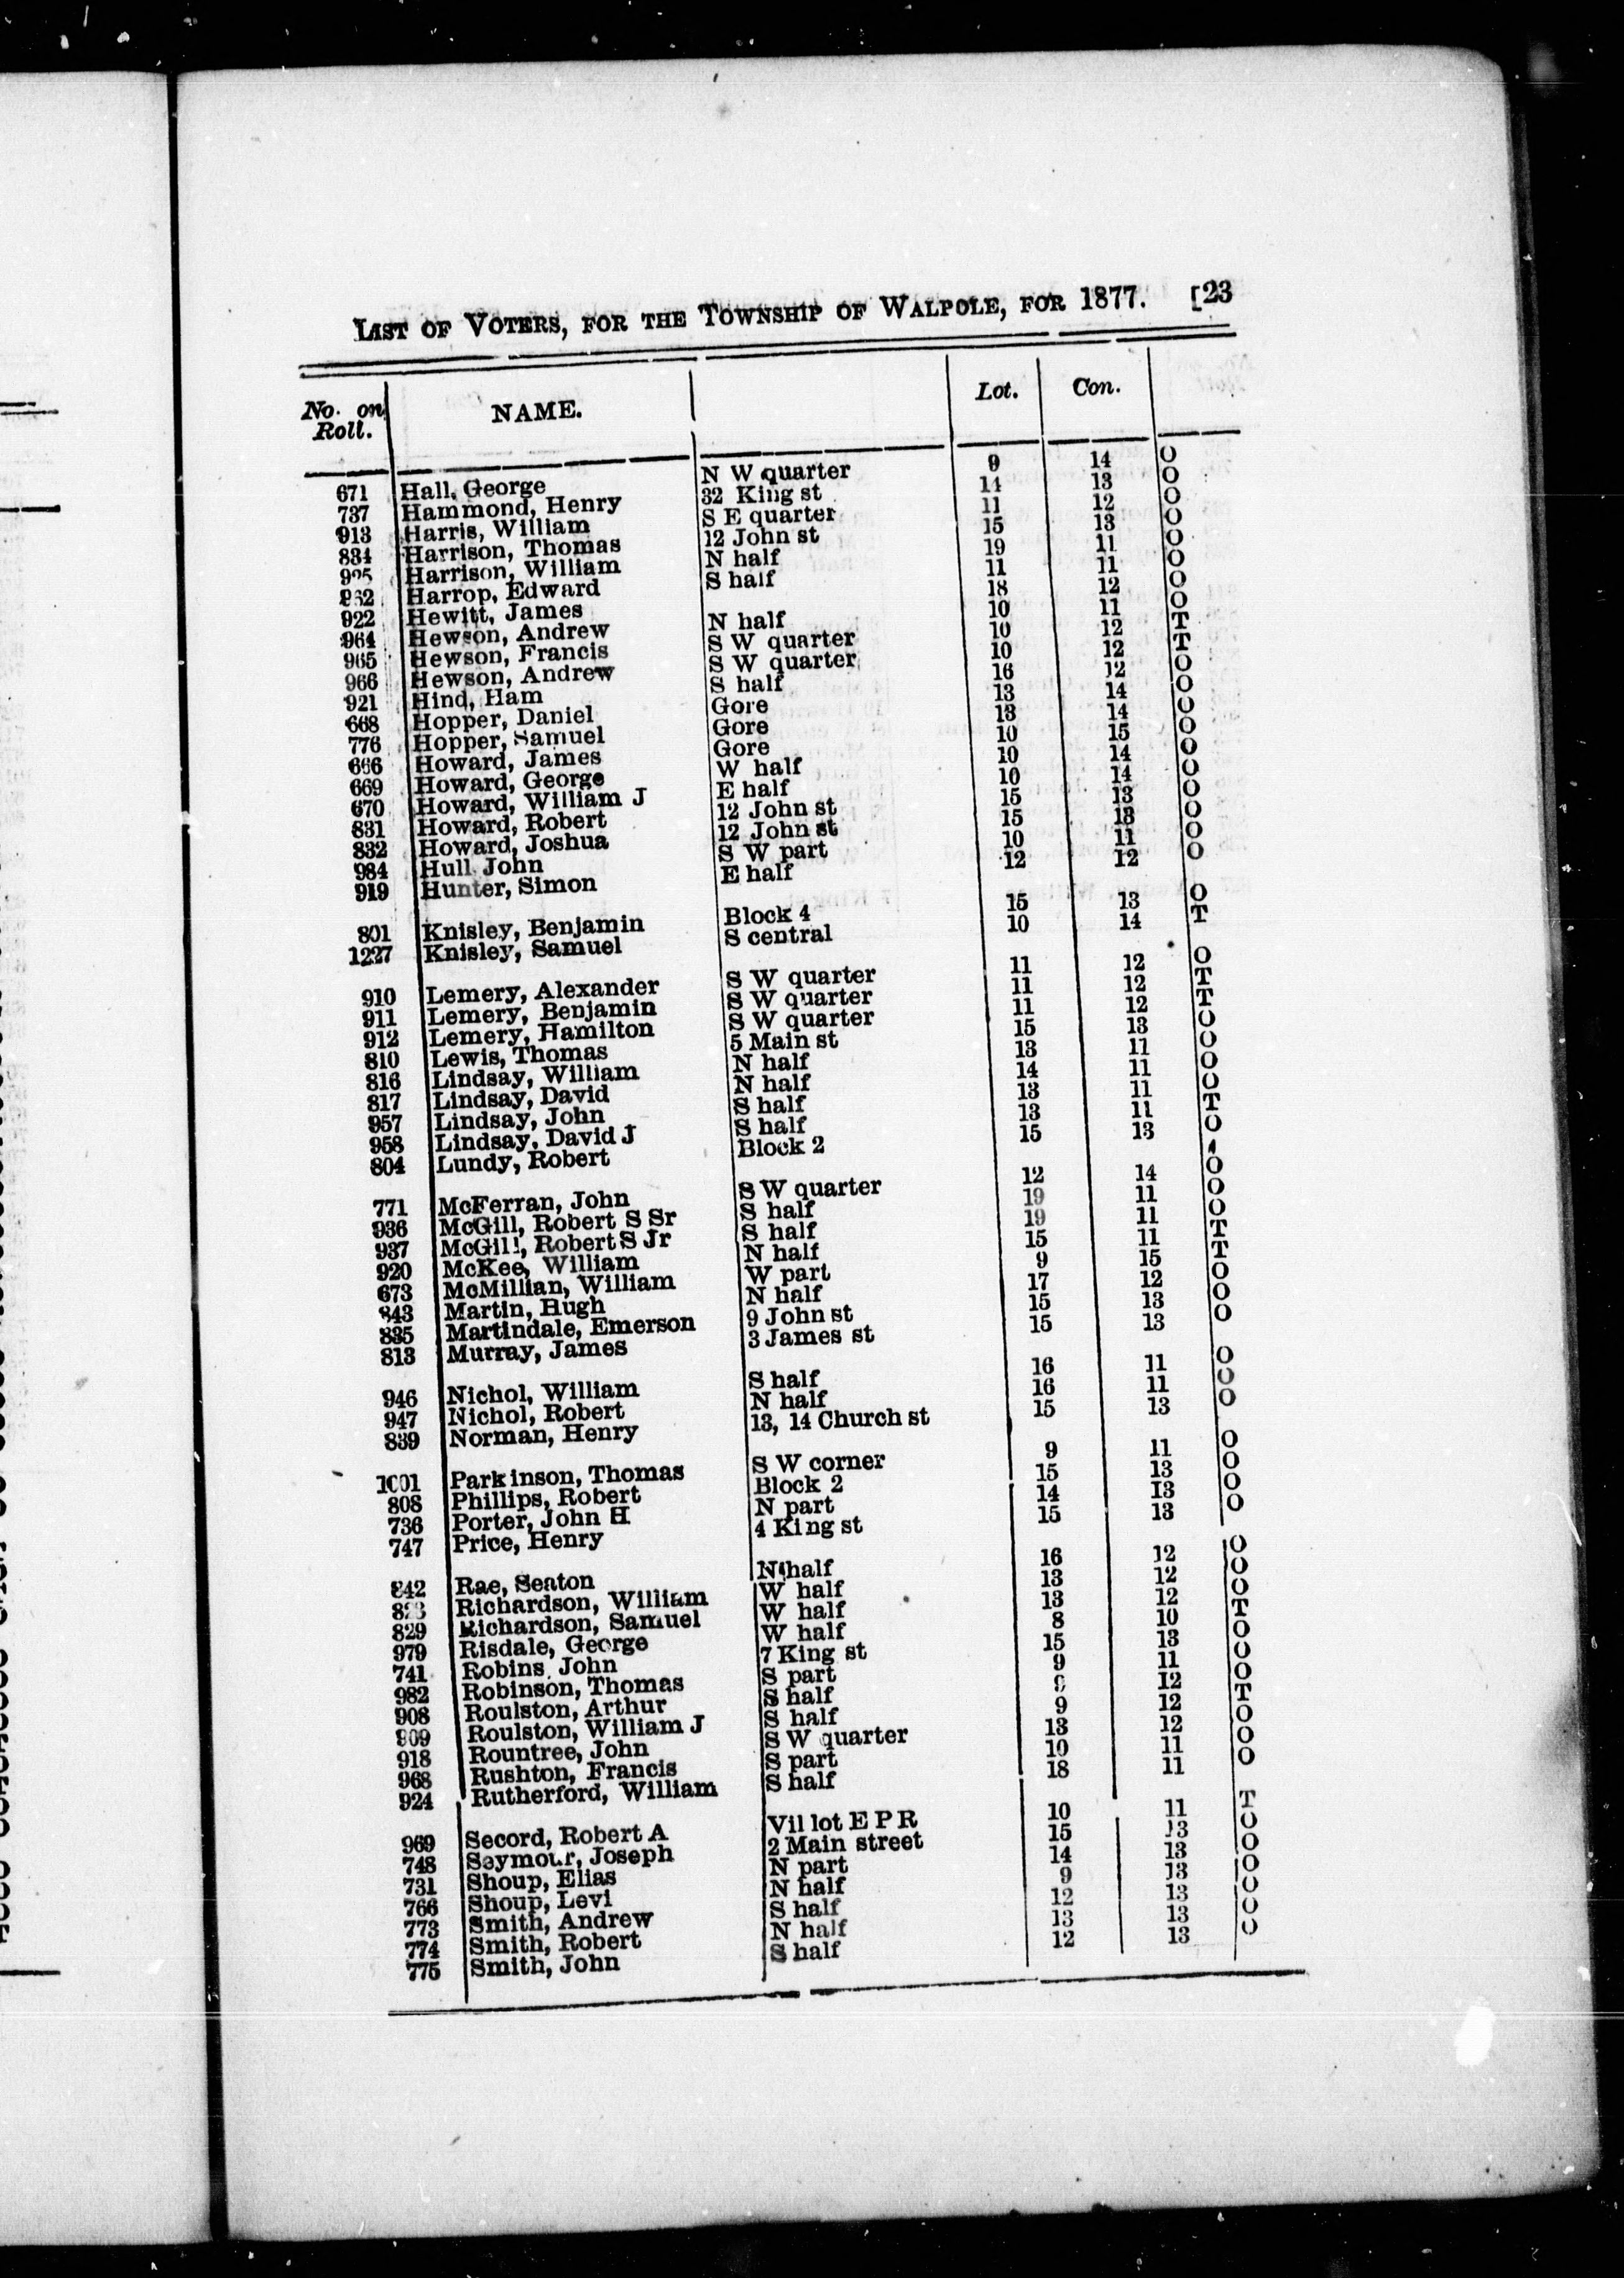 LIST OF VOTERS, FOR THE TOWNSHIP OF WALPOLE, FOR 1877. [23
No. on Roll. NAME. Lot. Con.
671 Hall, George N W quarter 9 14 O
737 Hammond, Henry 32 King st 14 13 O
913 Harris, William S E quarter 11 12 O
834 Harrison, Thomas 12 John st 15 13 O
925 Harrison, William N half 19 11 O
962 Harrop, Edward S half 11 11 O
922 Hewitt, James 18 12 O
964 Hewson, Andrew N half 10 11 O
965 Hewson, Francis S W quarter 10 12 T
966 Hewson, Andrew S W quarter 10 12 T
921 Hind, Ham S half 16 12 O
668 Hopper, Daniel Gore 13 14 O
776 Hopper, Samuel Gore 13 14 O
666 Howard, James Gore 10 15 O
669 Howard, George W half 10 14 O
670 Howard, William J E half 10 14 O
831 Howard, Robert 12 John st 15 13 O
832 Howard, Joshua 12 John st 15 13 O
984 Hull John S W part 10 11 O
919 Hunter, Simon E half 12 12 O
801 Knisley, Benjamin Block 4 15 13 O
1227 Knisley, Samuel S central 10 14 T
910 Lemery, Alexander S W quarter 11 12 O
911 Lemery, Benjamin S W quarter 11 12 T
912 Lemery, Hamilton S W quarter 11 12 T
810 Lewis, Thomas 5 Main st 15 13 O
816 Lindsay, William N half 13 11 O
817 Lindsay, David N half 14 11 O
957 Lindsay, John S half 13 11 O
958 Lindsay, David J S half 13 11 T
804 Lundy, Robert Block 2 15 13 O
771 McFerran, John S W quarter 12 14 O
936 McGill, Robert S Sr S half 19 11 O
937 McGill, Robert S Jr S half 19 11 O
920 McKee, William N half 15 11 T
673 McMillian, William W part 9 15 T
843 Martin, Hugh N half 17 12 O
835 Martindale, Emerson 9 John st 15 13 O
813 Murray, James 3 James st 15 13 O
946 Nichol, William S half 16 11 O
947 Nichol, Robert N half 16 11 O
839 Norman, Henry 13, 14 Church st 15 13 O
1001 Parkinson, Thomas S W corner 9 11 O
808 Phillips, Robert Block 2 15 13 O
736 Porter, John H N part 14 13 O
747 Price, Henry 4 King st 15 13 O
842 Rae, Seaton N half 16 12 O
Richardson, William W half 13 12 O
829 Richardson, Samuel W half 13 12 O
979 Risdale, George W half 8 10 T
741 Robins, John 7 King st 15 13 O
982 Robinson, Thomas S part 9 11 O
908 Roulston, Arthur S half 9 12 O
909 Roulston, William J S half 9 12 T
918 Rountree, John S W quarter 13 12 O
968 Rushton, Francis S part 10 11 O
924 Rutherford, William S half 18 11 O
969 Secord, Robert A Vil lot E P R 10 11 T
748 Seymour, Joseph 2 Main street 15 13 O
731 Shoup, Elias N part 14 13 O
766 Shoup, Levi N half 9 13 O
773 Smith, Andrew S half 12 13 O
774 Smith, Robert N half 13 13 O
775 Smith, John S half 12 13 O